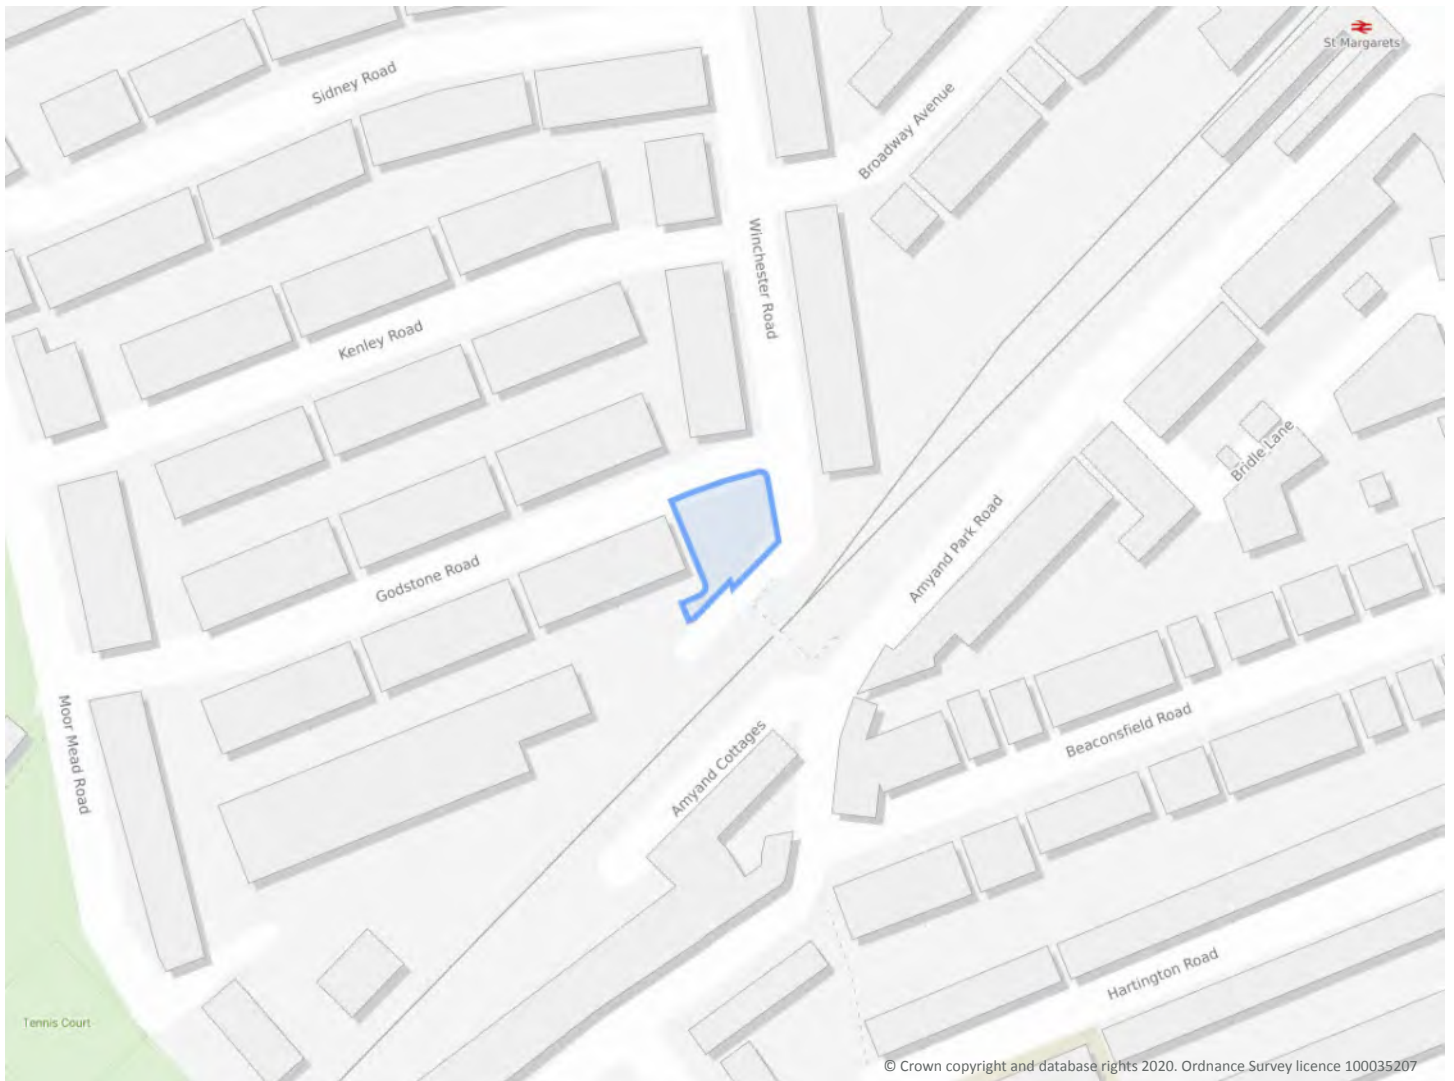 St Margarets
Sidney Road
Broadway Avenue
Winchester Road
Kenley Road
Bridle Lane
Amyand Park Road
Godstone Road
Moor Mead Road
Beaconsfield Road
Amyand Cottages
Hartington Road
Tennis Court
© Crown copyright and database rights 2020. Ordnance Survey licence 100035207